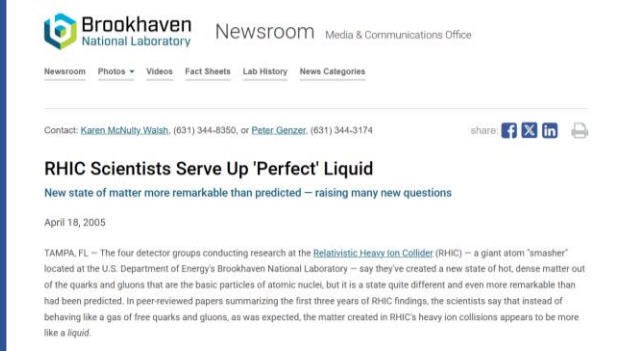 Brookhaven
National Laboratory
Newsroom Media & Communications Office
Newsroom Photos Videos Fact Sheets Lab History News Categories
Contact: Karen McNulty Walsh, (631) 344-8350, or Peter Genzer, (631) 344-3174
share:
RHIC Scientists Serve Up 'Perfect' Liquid
New state of matter more remarkable than predicted — raising many new questions
April 18, 2005
TAMPA, FL — The four detector groups conducting research at the Relativistic Heavy Ion Collider (RHIC) — a giant atom "smasher"
located at the U.S. Department of Energy's Brookhaven National Laboratory — say they've created a new state of hot, dense matter out
of the quarks and gluons that are the basic particles of atomic nuclei, but it is a state quite different and even more remarkable than
had been predicted. In peer-reviewed papers summarizing the first three years of RHIC findings, the scientists say that instead of
behaving like a gas of free quarks and gluons, as was expected, the matter created in RHIC's heavy ion collisions appears to be more
like a liquid.